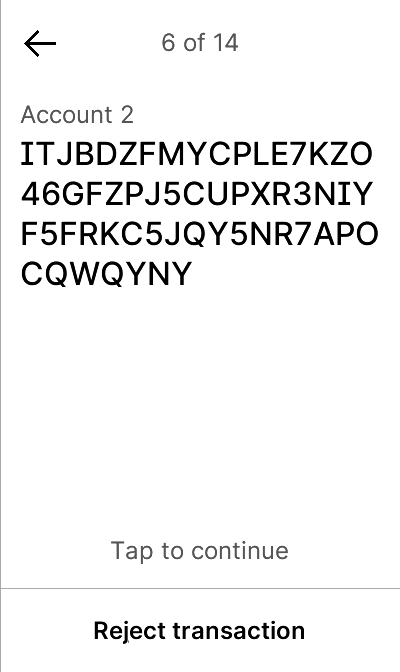 6 of 14
Account 2
ITJBDZFMYCPLE7KZO
46GFZPJ5CUPXR3NIY
F5FRKC5JQY5NR7APO
CQWQYNY
Tap to continue
Reject transaction